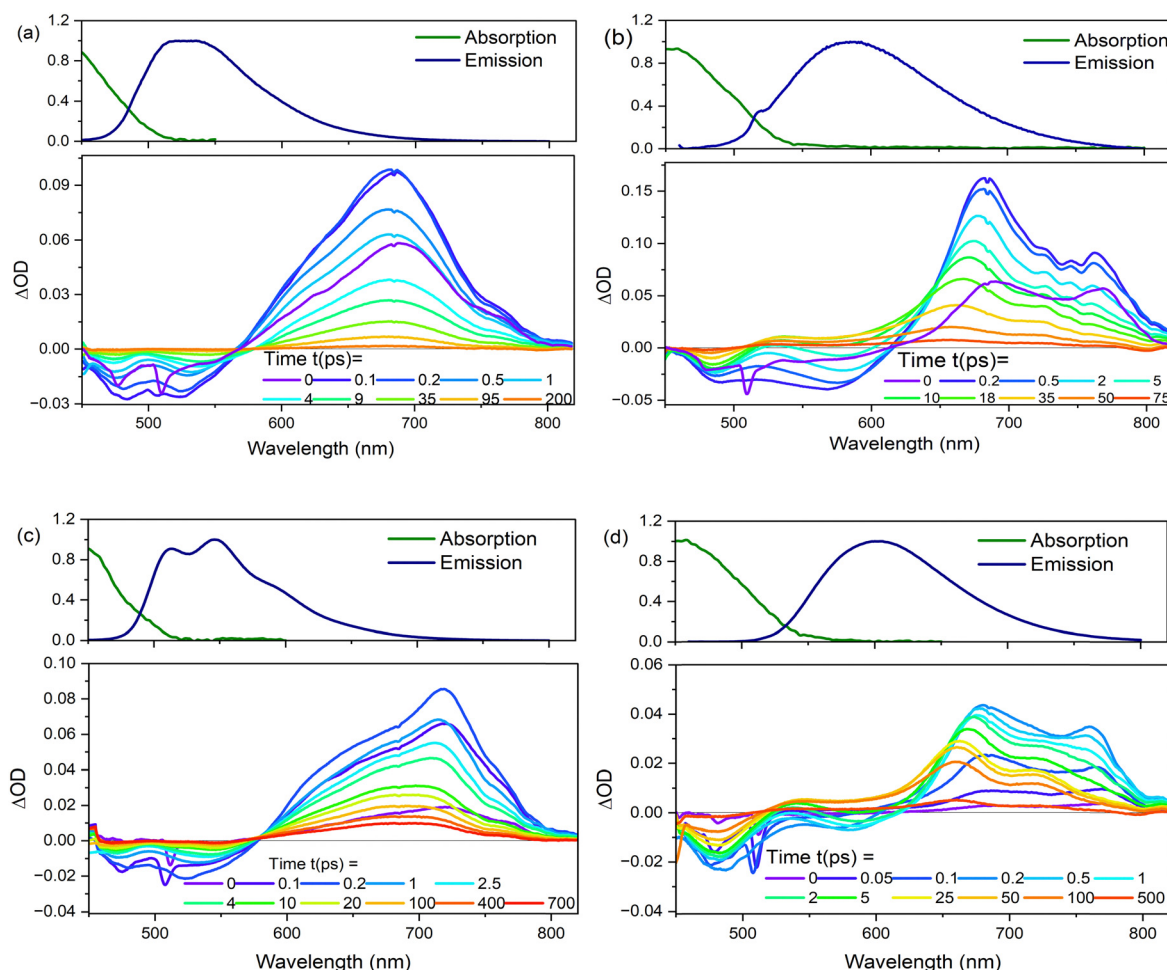 (a)
1.2
0.8
0.4
0.0
Absorption
Emission
0.09
0.06
0.03
0.00
−0.03
ΔOD
Time t(ps)=
0 0.1 0.2 0.5 1
4 9 35 95 200
500 600 700 800
Wavelength (nm)
(b)
1.2
0.8
0.4
0.0
Absorption
Emission
500 600 700 800
0.15
0.10
0.05
0.00
−0.05
ΔOD
Time t(ps)=
0 0.2 0.5 2 5
10 18 35 50 75
500 600 700 800
Wavelength (nm)
(c)
1.2
0.8
0.4
0.0
Absorption
Emission
0.10
0.08
0.06
0.04
0.02
0.00
−0.02
−0.04
ΔOD
Time t(ps) =
0 0.1 0.2 1 2.5
4 10 20 100 400 700
500 600 700 800
Wavelength (nm)
(d)
1.2
0.8
0.4
0.0
Absorption
Emission
500 600 700 800
0.06
0.04
0.02
0.00
−0.02
−0.04
ΔOD
Time t(ps) =
0 0.05 0.1 0.2 0.5 1
2 5 25 50 100 500
500 600 700 800
Wavelength (nm)